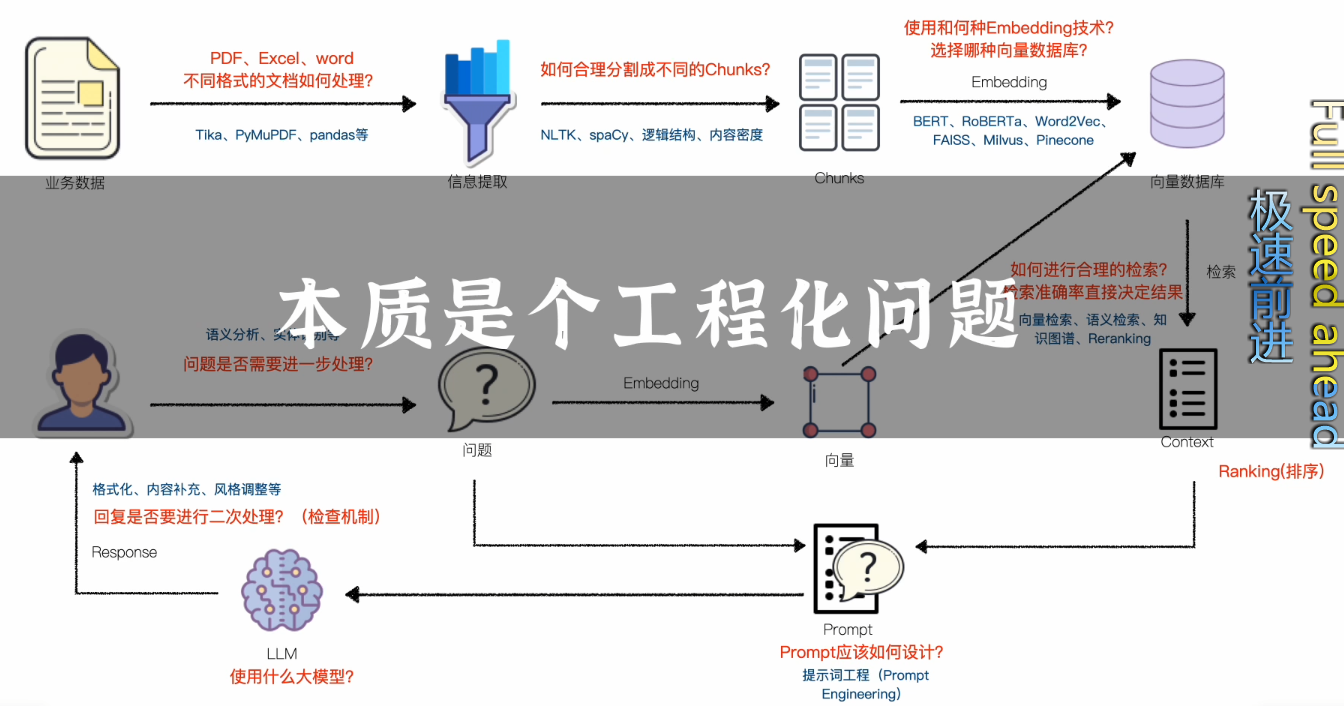 PDF、Excel、word
不同格式的文档如何处理?
Tika、PyMuPDF、pandas等
业务数据
信息提取
如何合理分割成不同的Chunks?
NLTK、spaCy、逻辑结构、内容密度
Chunks
使用和何种Embedding技术?
选择哪种向量数据库?
Embedding
BERT、RoBERTa、Word2Vec、
FAISS、Milvus、Pinecone
向量数据库
Full speed ahead
极速前进
本质是个工程化问题
如何进行合理的检索?
检索准确率直接决定结果
检索
向量检索、语义检索、知
识图谱、Reranking
语义分析、实体识别等
问题是否需要进一步处理?
问题
Embedding
向量
Context
Ranking(排序)
格式化、内容补充、风格调整等
回复是否要进行二次处理? (检查机制)
Response
LLM
使用什么大模型?
Prompt
Prompt应该如何设计?
提示词工程(Prompt
Engineering)